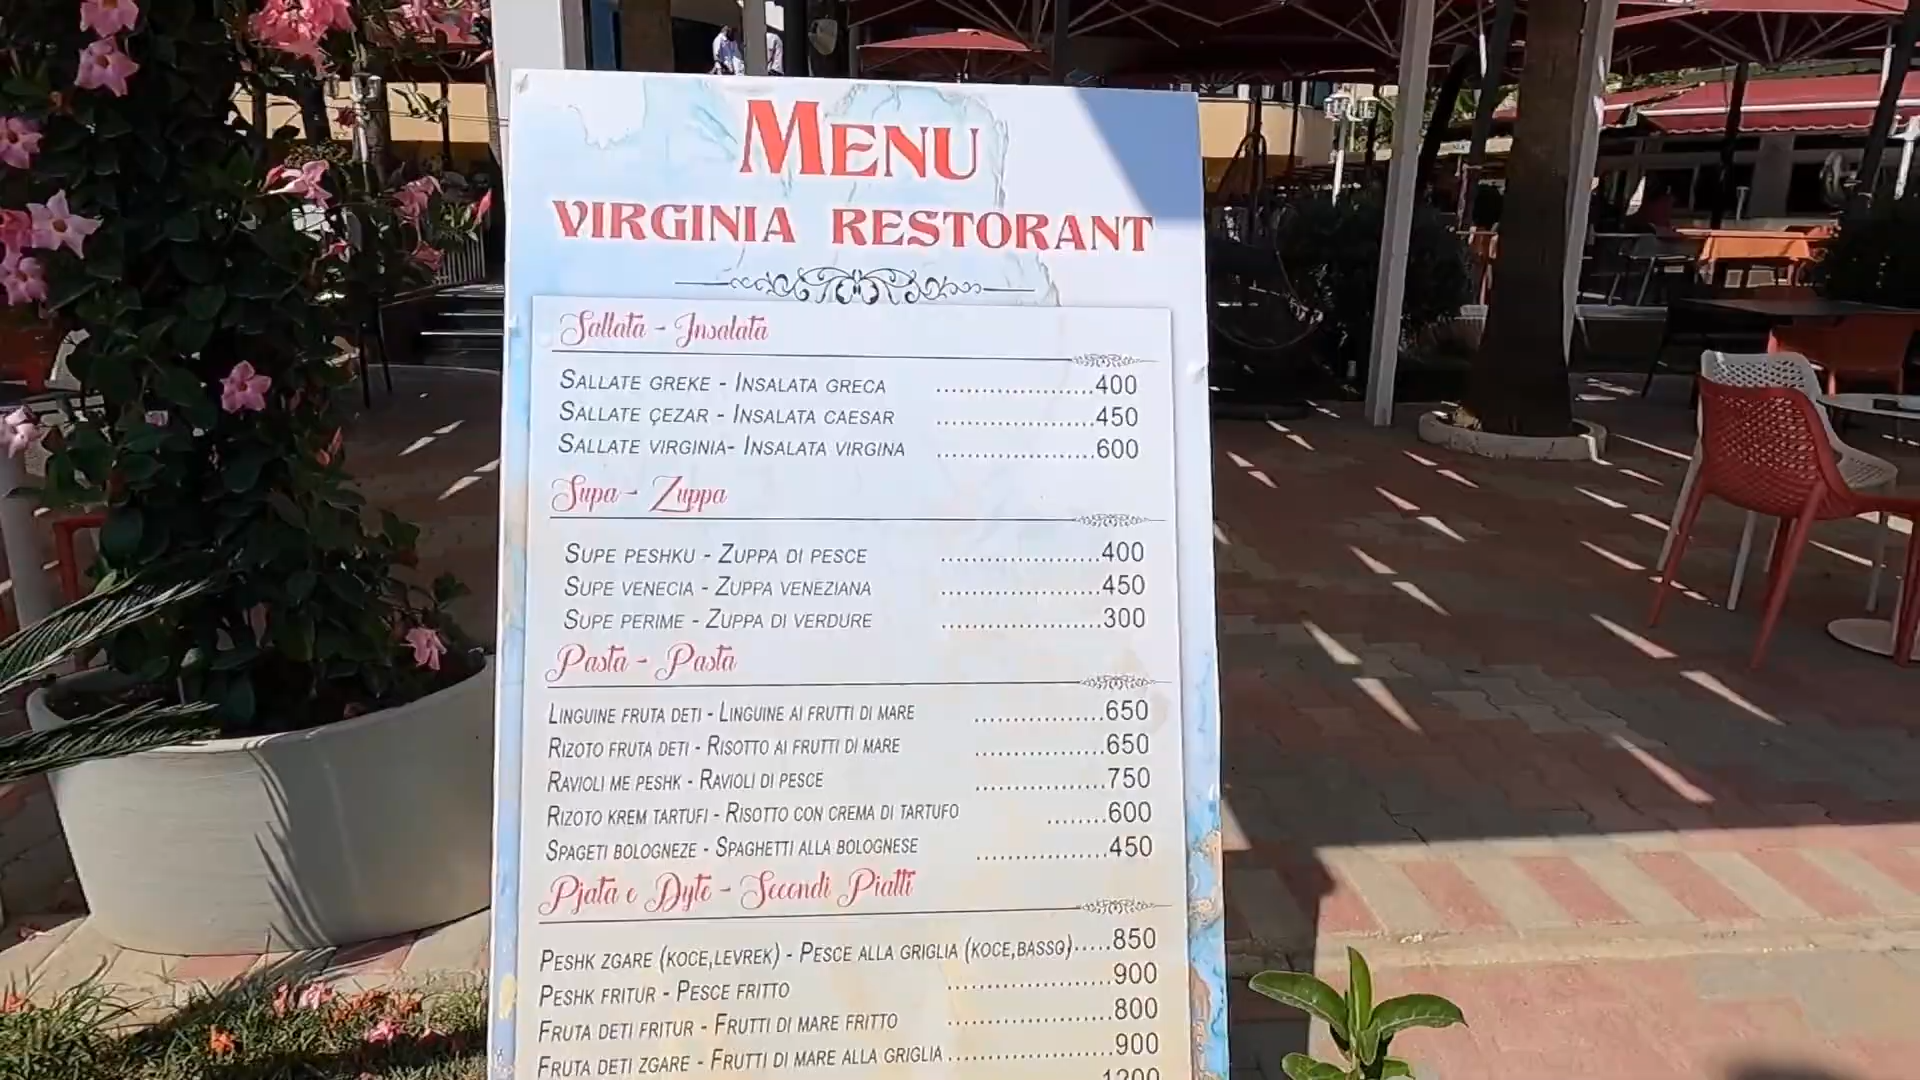 MENU
VIRGINIA RESTORANT
Sallata - Insalata
SALLATE GREKE - INSALATA GRECA ....................400
SALLATE ÇEZAR - INSALATA CAESAR ....................450
SALLATE VIRGINIA- INSALATA VIRGINA ....................600
Supa - Zuppa
SUPE PESHKU - ZUPPA DI PESCE ....................400
SUPE VENECIA - ZUPPA VENEZIANA ....................450
SUPE PERIME - ZUPPA DI VERDURE ....................300
Pasta - Pasta
LINGUINE FRUTA DETI - LINGUINE AI FRUTTI DI MARE .................650
RIZOTO FRUTA DETI - RISOTTO AI FRUTTI DI MARE .................650
RAVIOLI ME PESHK - RAVIOLI DI PESCE .................750
RIZOTO KREM TARTUFI - RISOTTO CON CREMA DI TARTUFO ........600
SPAGETI BOLOGNEZE - SPAGHETTI ALLA BOLOGNESE .................450
Pjata e Dyte - Secondi Piatti
PESHK ZGARE (KOCE,LEVREK) - PESCE ALLA GRIGLIA (KOCE,BASSO).....850
PESHK FRITUR - PESCE FRITTO .....................900
FRUTA DETI FRITUR - FRUTTI DI MARE FRITTO .....................800
FRUTA DETI ZGARE - FRUTTI DI MARE ALLA GRIGLIA.....................900
1200